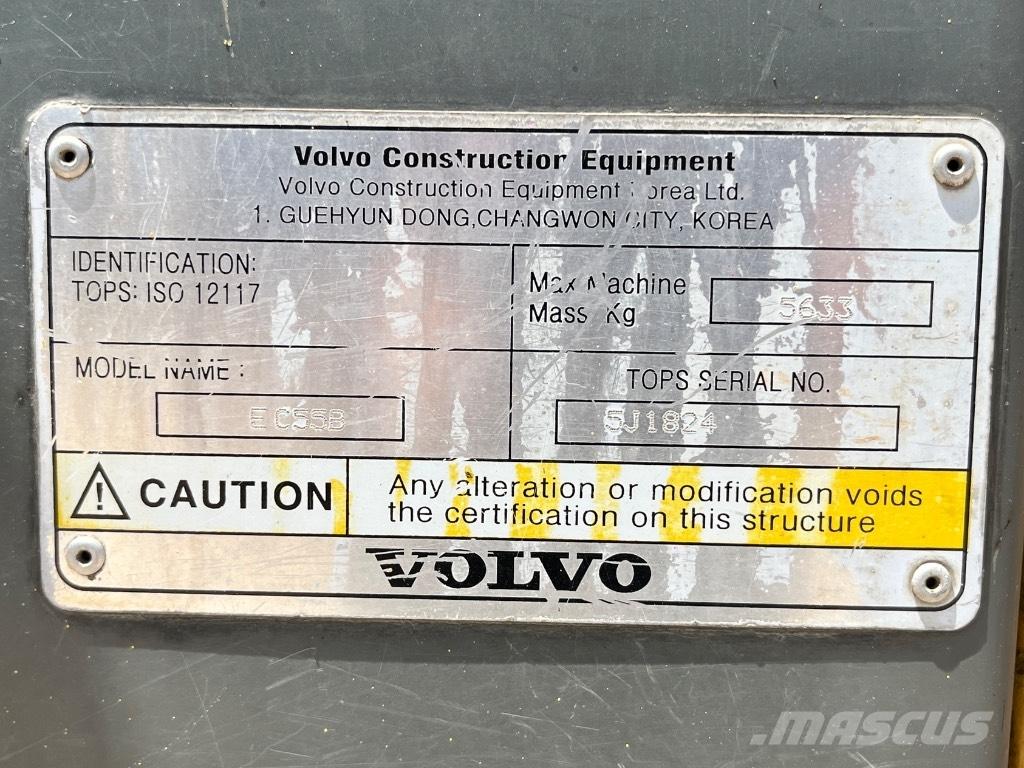 Volvo Construction Equipment
Volvo Construction Equipment Korea Ltd.
1. GUEHYUN DONG,CHANGWON CITY, KOREA
IDENTIFICATION:
TOPS: ISO 12117
Max Machine
Mass Kg
5633
MODEL NAME :
EC55B
TOPS SERIAL NO.
5J1824
CAUTION
Any alteration or modification voids
the certification on this structure
VOLVO
MASCUS